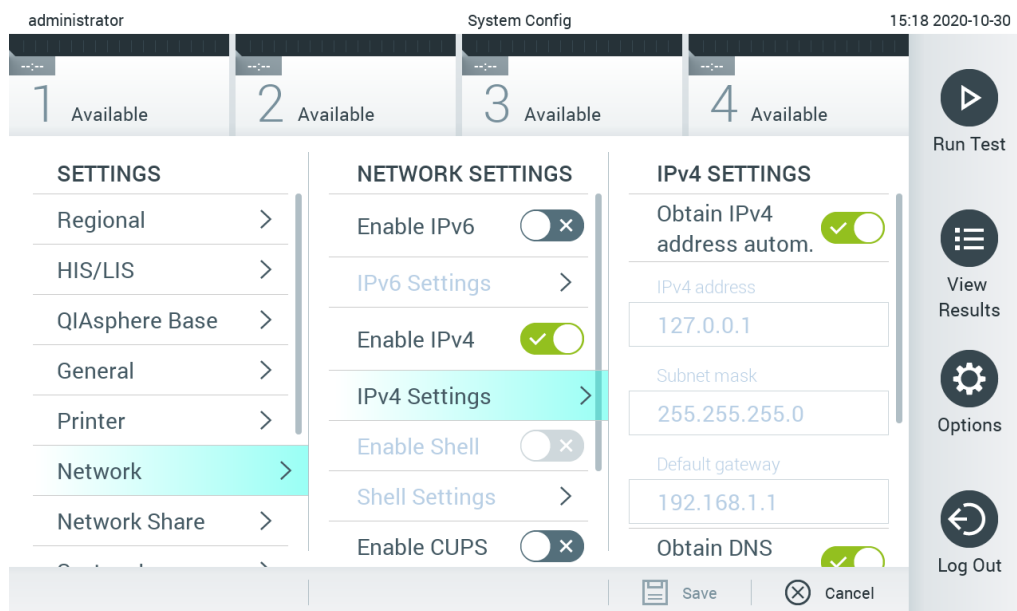 administrator
System Config
15:18 2020-10-30
--:--
--:--
--:--
--:--
1 Available
2 Available
3 Available
4 Available
Run Test
View
Results
Options
Log Out
SETTINGS
Regional
HIS/LIS
QIAsphere Base
General
Printer
Network
Network Share
NETWORK SETTINGS
Enable IPv6
IPv6 Settings
Enable IPv4
IPv4 Settings
Enable Shell
Shell Settings
Enable CUPS
IPv4 SETTINGS
Obtain IPv4
address autom.
IPv4 address
127.0.0.1
Subnet mask
255.255.255.0
Default gateway
192.168.1.1
Obtain DNS
Save
Cancel